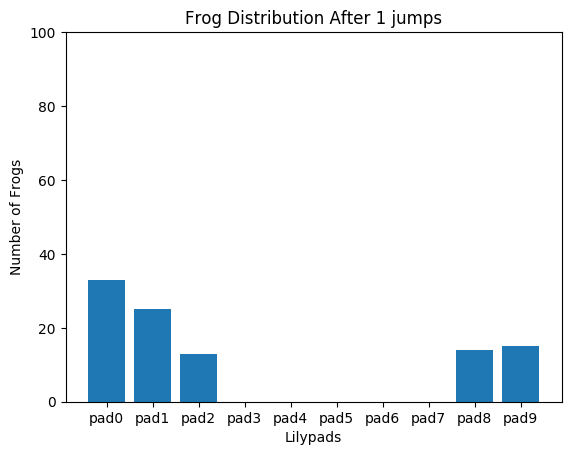 Frog Distribution After 1 jumps
100
80
60
40
20
0
Number of Frogs
pad0 pad1 pad2 pad3 pad4 pad5 pad6 pad7 pad8 pad9
Lilypads